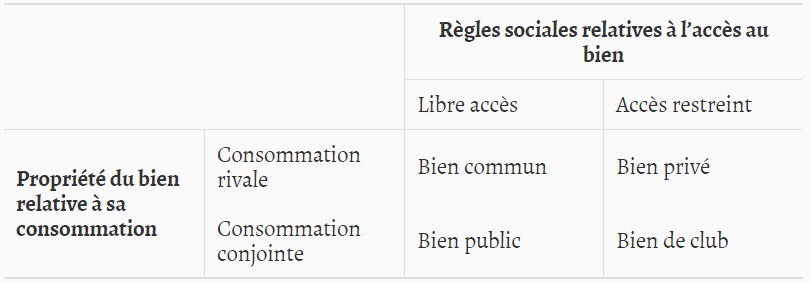 Règles sociales relatives à l’accès au
bien
Libre accès
Accès restreint
Propriété du bien
relative à sa
consommation
Consommation
rivale
Bien commun
Bien privé
Consommation
conjointe
Bien public
Bien de club